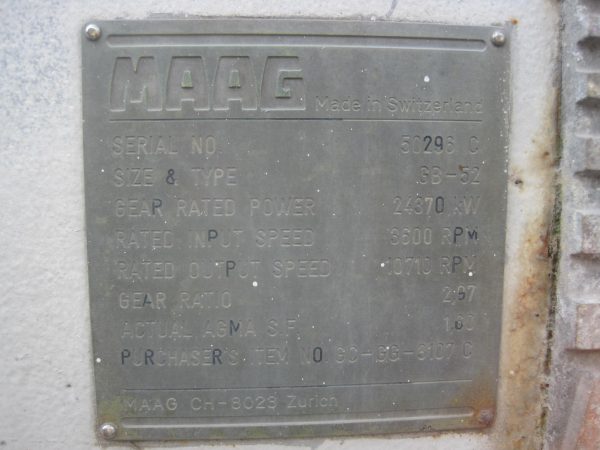 MAAG Made in Switzerland
SERIAL NO. 50296 C
SIZE & TYPE GB-52
GEAR RATED POWER 24370 KW
RATED INPUT SPEED 3600 RPM
RATED OUTPUT SPEED 10710 RPM
GEAR RATIO 2.97
ACTUAL AGMA S.F. 1.60
PURCHASER'S ITEM NO GC-GG-6107 C
MAAG CH-8023 Zurich